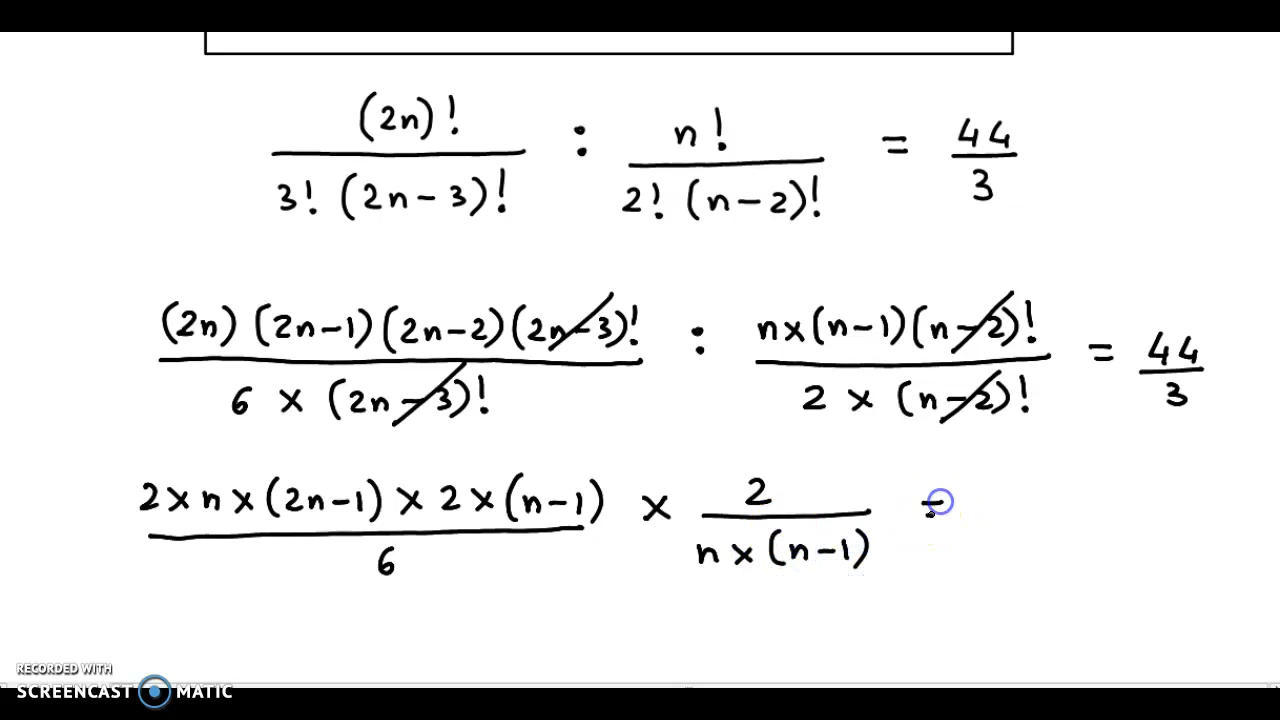 (2n)! / 3! (2n-3)! : n! / 2! (n-2)! = 44/3
(2n) (2n-1) (2n-2) (2n-3)! / 6 × (2n-3)! : n×(n-1)(n-2)! / 2 × (n-2)! = 44/3
2 × n × (2n-1) × 2 × (n-1) / 6 × 2 / n × (n-1) =
RECORDED WITH
SCREENCAST MATIC